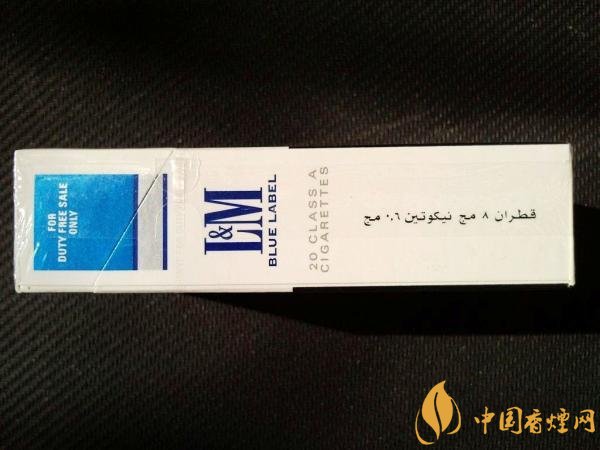 FOR
DUTY FREE SALE
ONLY
L&M
BLUE LABEL
20 CLASS A
CIGARETTES
قطران ٨ مج نيكوتين ٠,٦ مج
中国香烟网